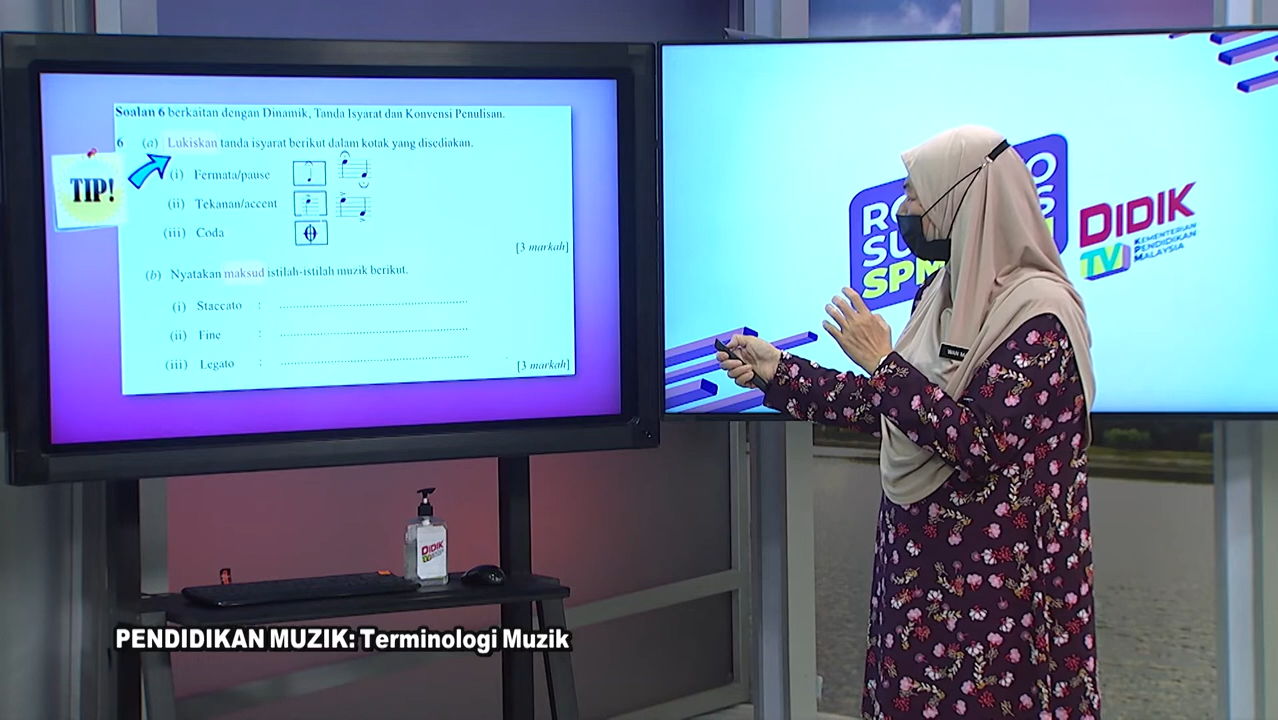 Soalan 6 berkaitan dengan Dinamik, Tanda Isyarat dan Konvensi Penulisan.
6 (a) Lukiskan tanda isyarat berikut dalam kotak yang disediakan.
TIP!
(i) Fermata/pause
(ii) Tekanan/accent
(iii) Coda
[3 markah]
(b) Nyatakan maksud istilah-istilah muzik berikut.
(i) Staccato : ............................................................
(ii) Fine : ............................................................
(iii) Legato : ............................................................
[3 markah]
SPM
DIDIK
TV
KEMENTERIAN
PENDIDIKAN
MALAYSIA
WAN
DIDIK
TV
PENDIDIKAN MUZIK: Terminologi Muzik